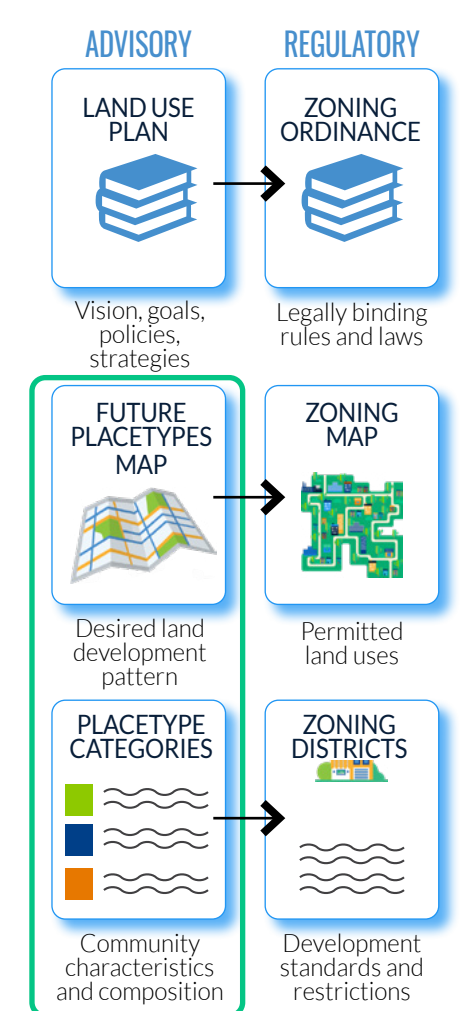 ADVISORY
REGULATORY
LAND USE
PLAN
ZONING
ORDINANCE
Vision, goals,
policies,
strategies
Legally binding
rules and laws
FUTURE
PLACETYPES
MAP
ZONING
MAP
Desired land
development
pattern
Permitted
land uses
PLACETYPE
CATEGORIES
ZONING
DISTRICTS
Community
characteristics
and composition
Development
standards and
restrictions